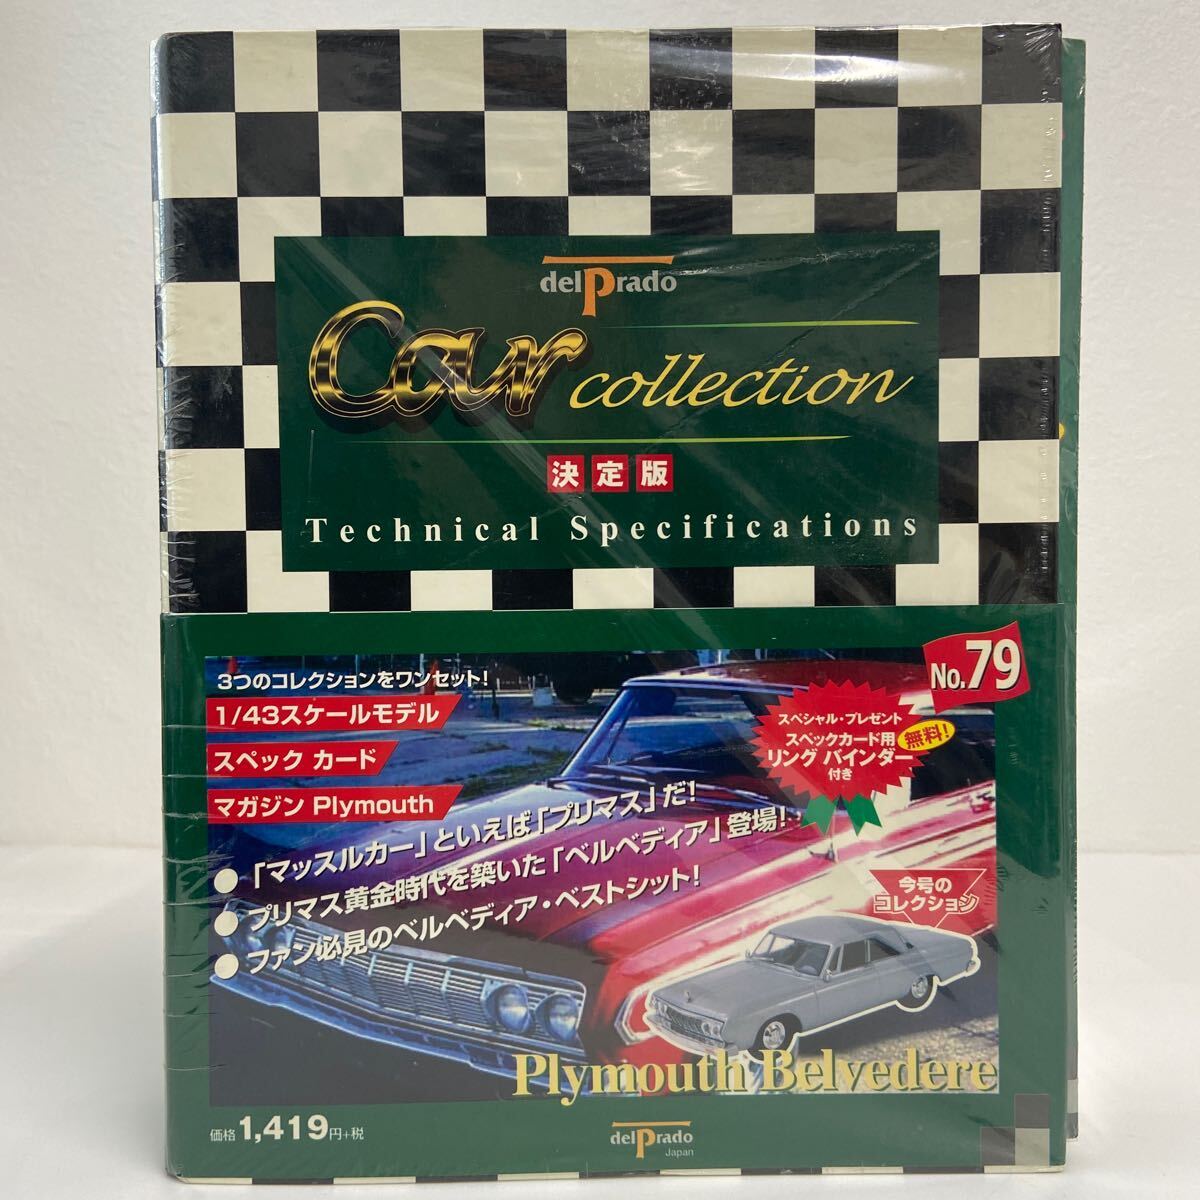 del Prado
Car collection
決定版
Technical Specifications
No.79
3つのコレクションをワンセット!
1/43スケールモデル
スペック カード
マガジン Plymouth
スペシャル・プレゼント
スペックカード用
無料!
リング バインダー
付き
●「マッスルカー」といえば「プリマス」だ!
●プリマス黄金時代を築いた「ベルベディア」登場!
●ファン必見のベルベディア・ベストシット!
今号の
コレクション
Plymouth Belvedere
価格1,419円+税
del Prado
Japan